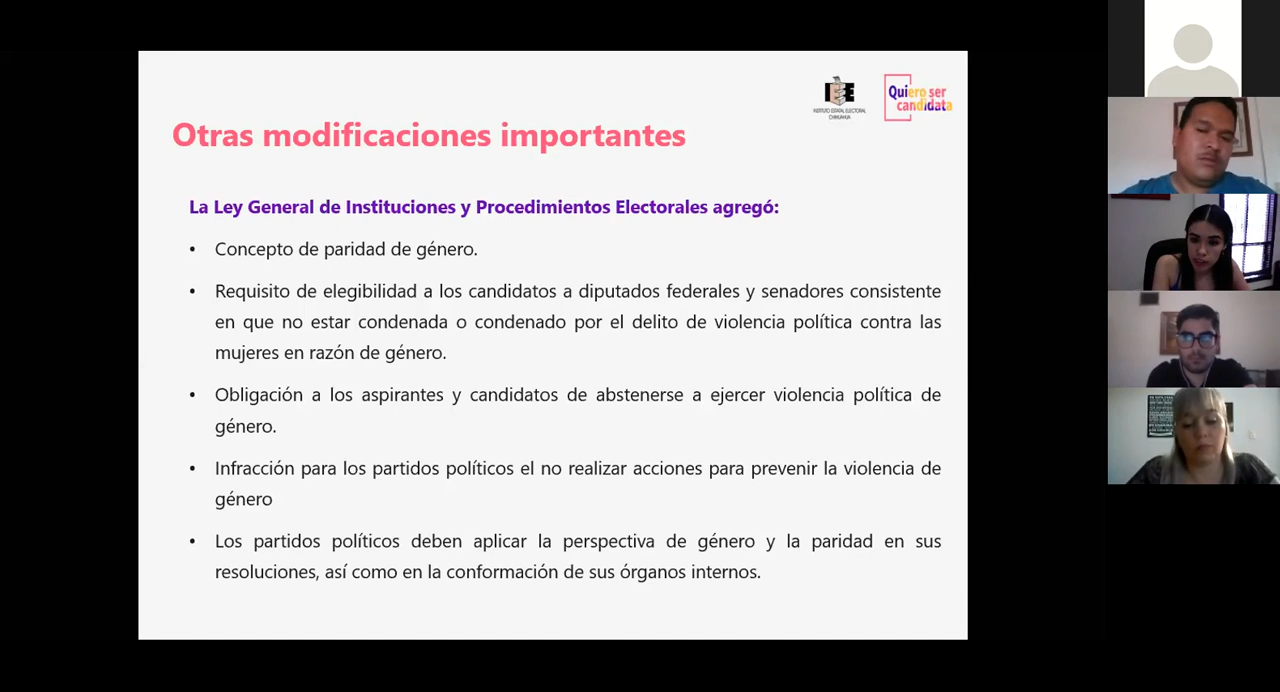 IEE
INSTITUTO ESTATAL ELECTORAL
CHIHUAHUA
Quiero ser
candidata
Otras modificaciones importantes
La Ley General de Instituciones y Procedimientos Electorales agregó:
• Concepto de paridad de género.
• Requisito de elegibilidad a los candidatos a diputados federales y senadores consistente
en que no estar condenada o condenado por el delito de violencia política contra las
mujeres en razón de género.
• Obligación a los aspirantes y candidatos de abstenerse a ejercer violencia política de
género.
• Infracción para los partidos políticos el no realizar acciones para prevenir la violencia de
género
• Los partidos políticos deben aplicar la perspectiva de género y la paridad en sus
resoluciones, así como en la conformación de sus órganos internos.